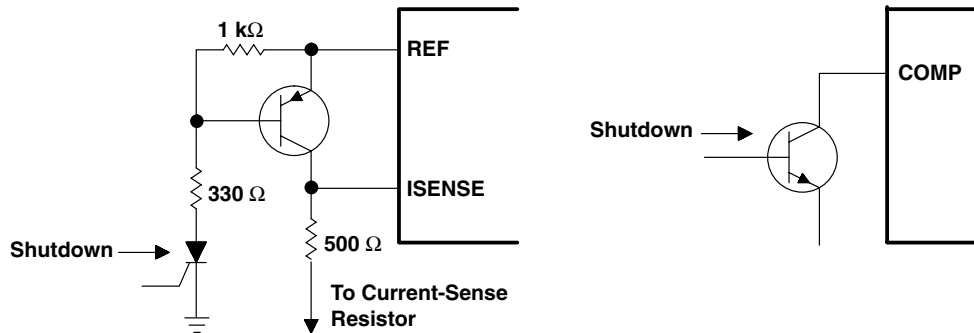 1 kΩ
REF
330 Ω
ISENSE
500 Ω
Shutdown
To Current-Sense
Resistor
COMP
Shutdown